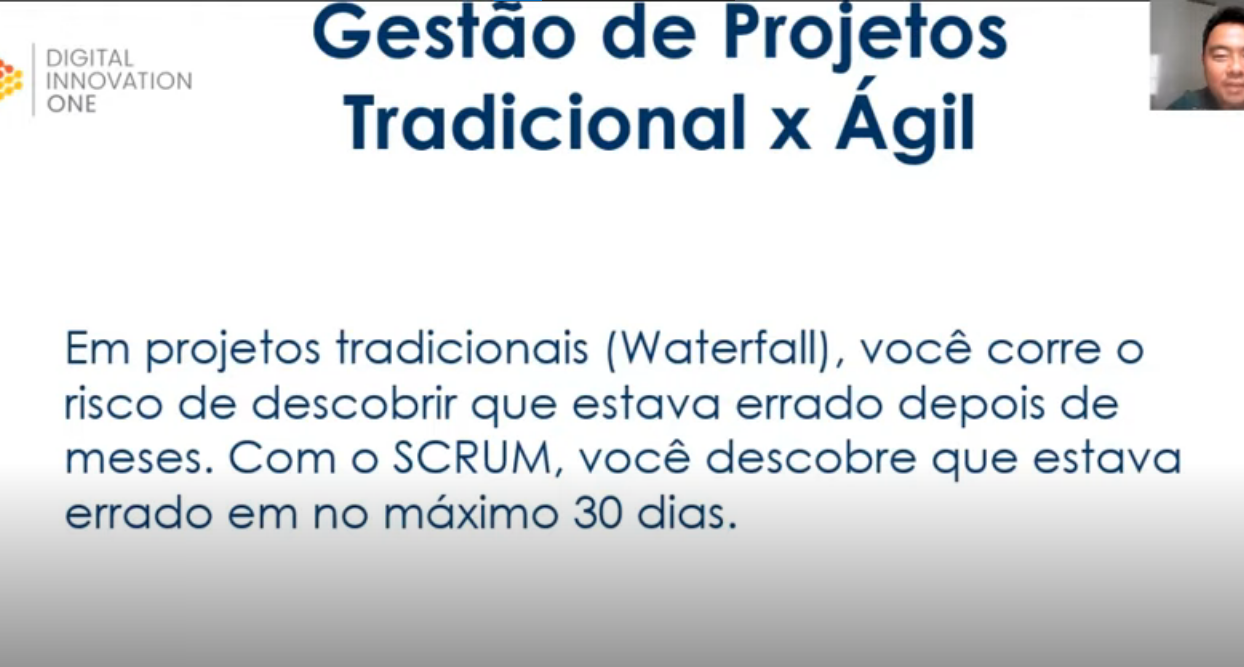 Gestão de Projetos
Tradicional x Ágil
DIGITAL
INNOVATION
ONE
Em projetos tradicionais (Waterfall), você corre o
risco de descobrir que estava errado depois de
meses. Com o SCRUM, você descobre que estava
errado em no máximo 30 dias.